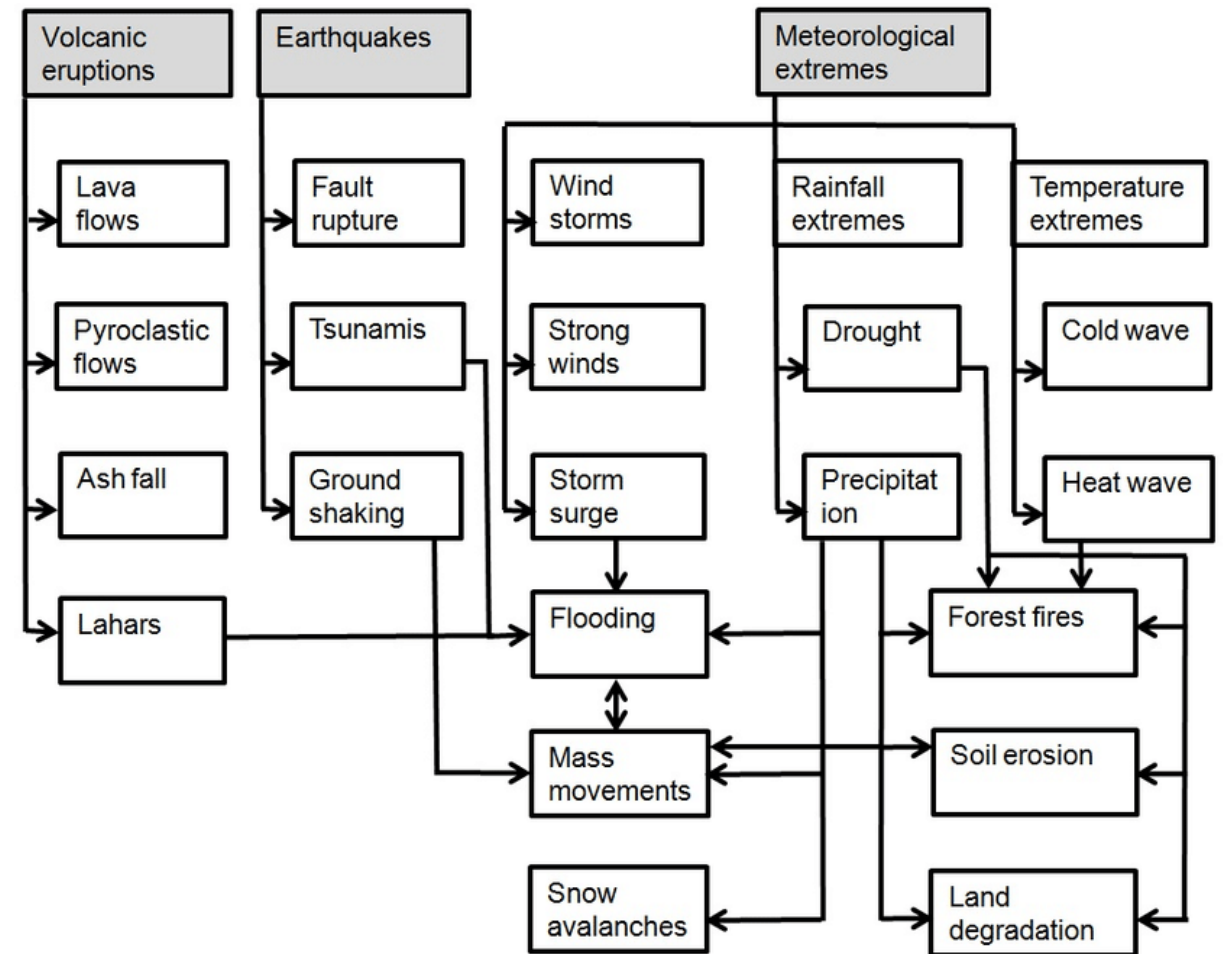 Volcanic
eruptions
Earthquakes
Meteorological
extremes
Lava
flows
Fault
rupture
Wind
storms
Rainfall
extremes
Temperature
extremes
Pyroclastic
flows
Tsunamis
Strong
winds
Drought
Cold wave
Ash fall
Ground
shaking
Storm
surge
Precipitat
ion
Heat wave
Lahars
Flooding
Forest fires
Mass
movements
Soil erosion
Snow
avalanches
Land
degradation